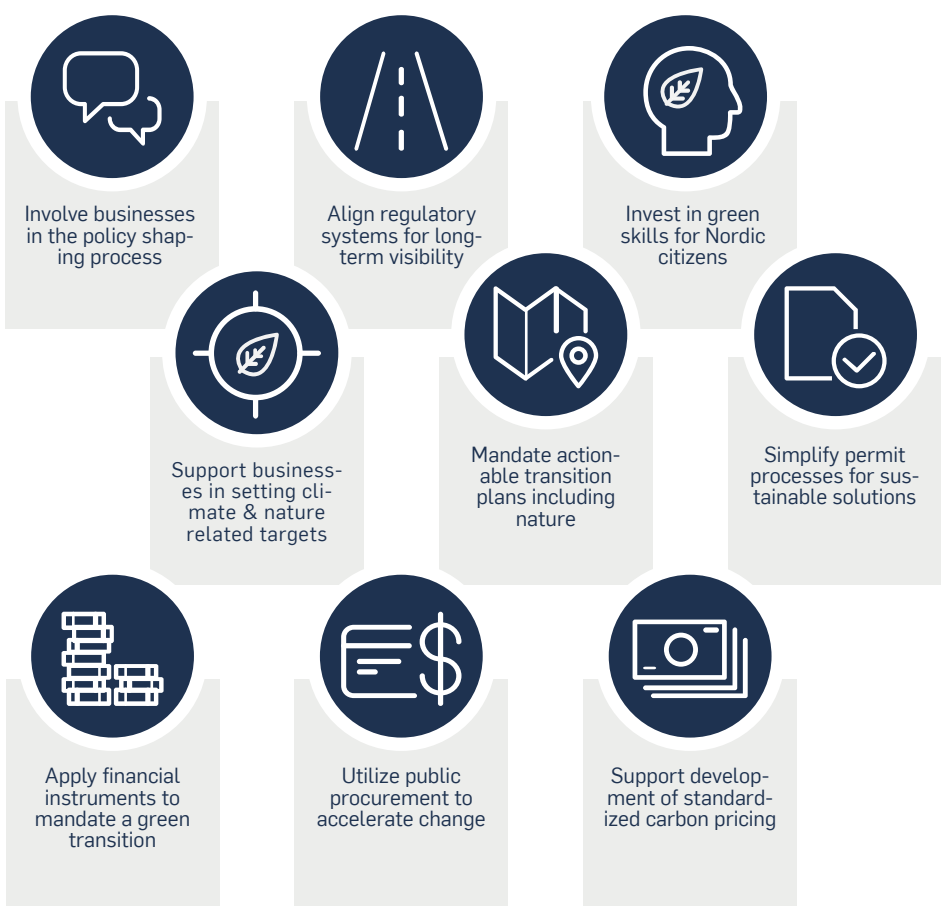 Involve businesses
in the policy shap-
ing process
Align regulatory
systems for long-
term visibility
Invest in green
skills for Nordic
citizens
Support business-
es in setting cli-
mate & nature
related targets
Mandate action-
able transition
plans including
nature
Simplify permit
processes for sus-
tainable solutions
Apply financial
instruments to
mandate a green
transition
Utilize public
procurement to
accelerate change
Support develop-
ment of standard-
ized carbon pricing